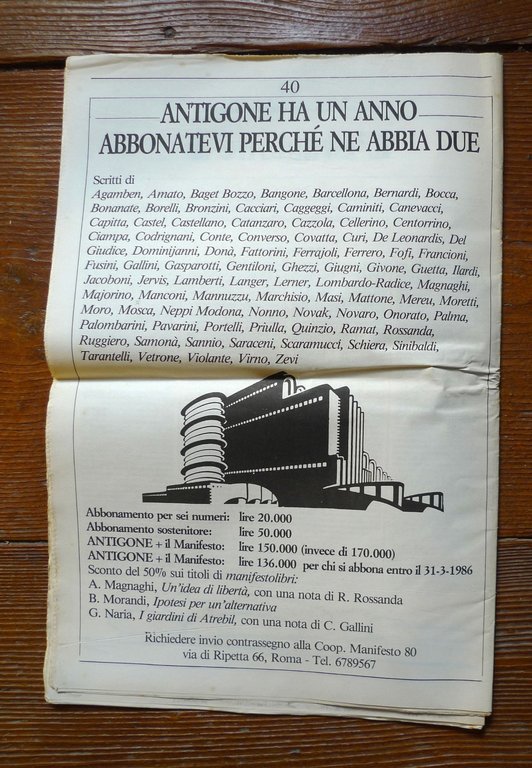 40
ANTIGONE HA UN ANNO
ABBONATEVI PERCHÉ NE ABBIA DUE
Scritti di
Agamben, Amato, Baget Bozzo, Bangone, Barcellona, Bernardi, Bocca,
Bonanate, Borelli, Bronzini, Cacciari, Caggeggi, Caminiti, Canevacci,
Capitta, Castel, Castellano, Catanzaro, Cazzola, Cellerino, Centorrino,
Ciampa, Codrignani, Conte, Converso, Covatta, Curi, De Leonardis, Del
Giudice, Dominijanni, Donà, Fattorini, Ferrajoli, Ferrero, Fofi, Francioni,
Fusini, Gallini, Gasparotti, Gentiloni, Ghezzi, Giugni, Givone, Guetta, Ilardi,
Jacoboni, Jervis, Lamberti, Langer, Lerner, Lombardo-Radice, Magnaghi,
Majorino, Manconi, Mannuzzu, Marchisio, Masi, Mattone, Mereu, Moretti,
Moro, Mosca, Neppi Modona, Nonno, Novak, Novaro, Onorato, Palma,
Palombarini, Pavarini, Portelli, Priulla, Quinzio, Ramat, Rossanda,
Ruggiero, Samonà, Sannio, Saraceni, Scaramucci, Schiera, Sinibaldi,
Tarantelli, Vetrone, Violante, Virno, Zevi
Abbonamento per sei numeri: lire 20.000
Abbonamento sostenitore: lire 50.000
ANTIGONE + il Manifesto: lire 150.000 (invece di 170.000)
ANTIGONE + il Manifesto: lire 136.000 per chi si abbona entro il 31-3-1986
Sconto del 50% sui titoli di manifestolibri:
A. Magnaghi, Un'idea di libertà, con una nota di R. Rossanda
B. Morandi, Ipotesi per un'alternativa
G. Naria, I giardini di Atrebil, con una nota di C. Gallini
Richiedere invio contrassegno alla Coop. Manifesto 80
via di Ripetta 66, Roma - Tel. 6789567